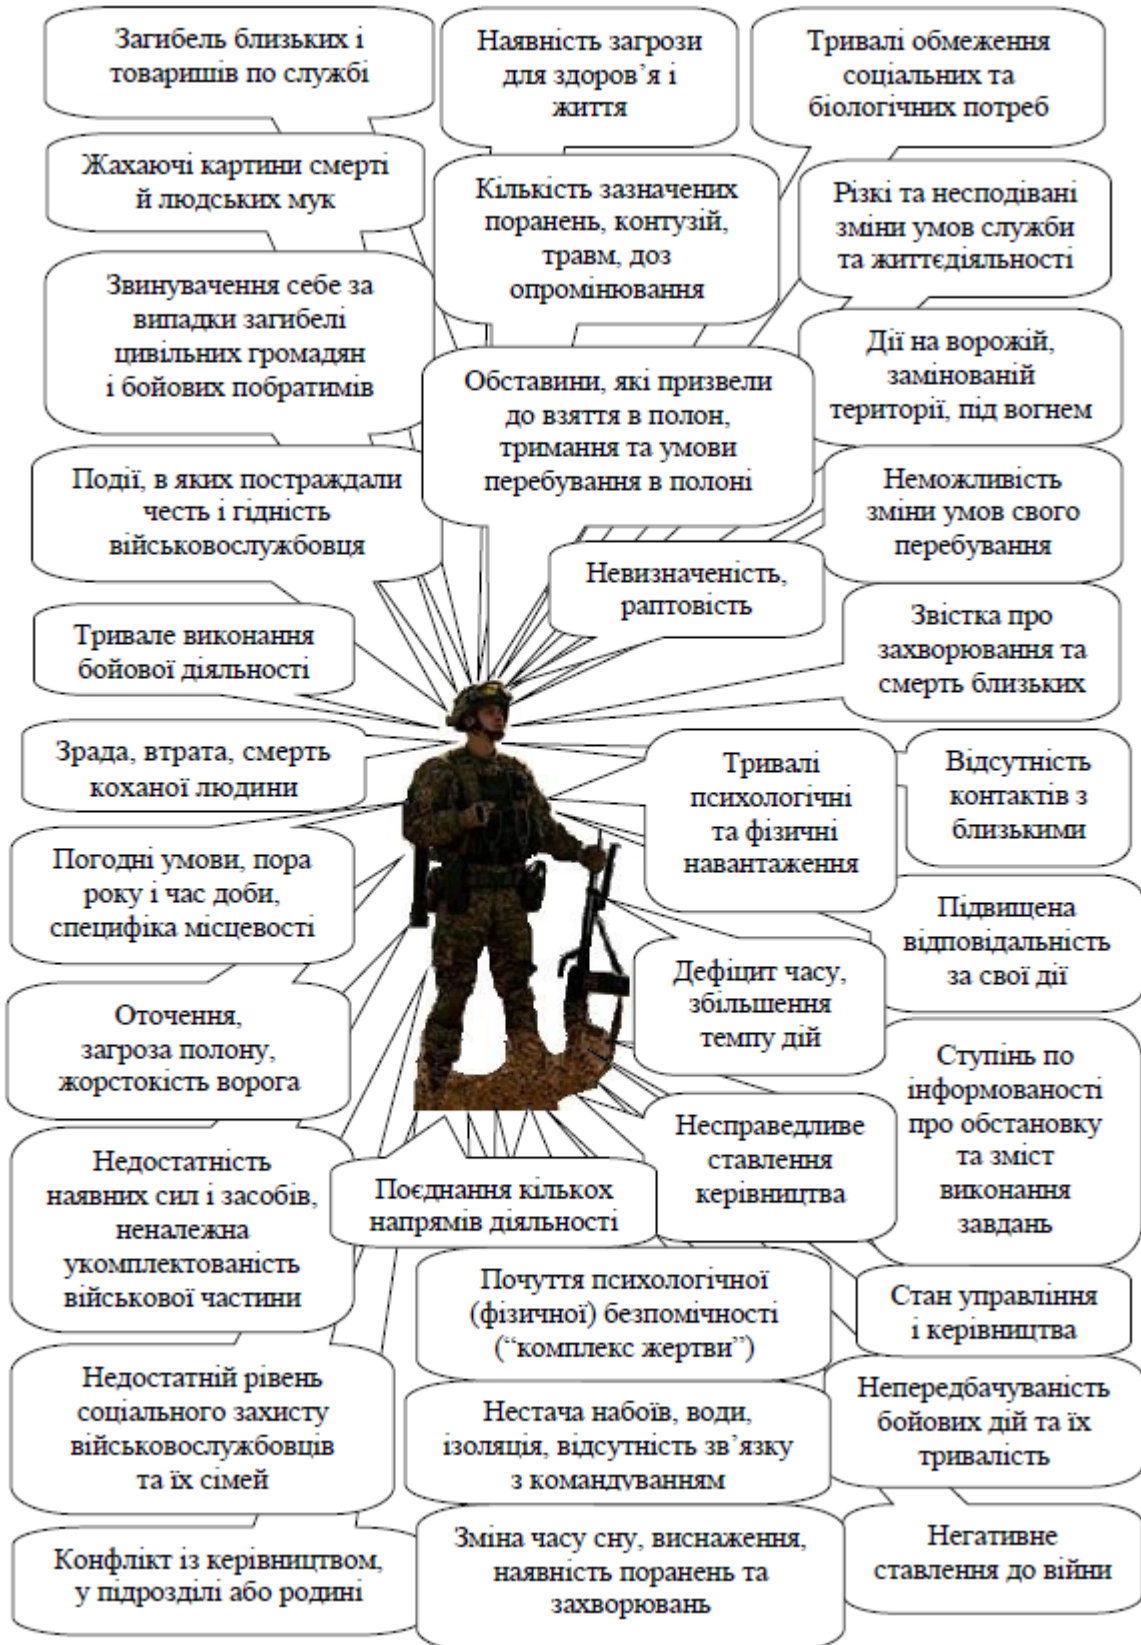 Загибель близьких і
товаришів по службі
Наявність загрози
для здоров’я і
життя
Тривалі обмеження
соціальних та
біологічних потреб
Жахаючі картини смерті
й людських мук
Кількість зазначених
поранень, контузій,
травм, доз
опромінювання
Різкі та несподівані
зміни умов служби
та життєдіяльності
Звинувачення себе за
випадки загибелі
цивільних громадян
і бойових побратимів
Обставини, які призвели
до взяття в полон,
тримання та умови
перебування в полоні
Дії на ворожій,
замінованій
території, під вогнем
Події, в яких постраждали
честь і гідність
військовослужбовця
Неможливість
зміни умов свого
перебування
Невизначеність,
раптовість
Тривале виконання
бойової діяльності
Звістка про
захворювання та
смерть близьких
Зрада, втрата, смерть
коханої людини
Тривалі
психологічні
та фізичні
навантаження
Відсутність
контактів з
близькими
Погодні умови, пора
року і час доби,
специфіка місцевості
Підвищена
відповідальність
за свої дії
Дефіцит часу,
збільшення
темпу дій
Оточення,
загроза полону,
жорстокість ворога
Ступінь по
інформованості
про обстановку
та зміст
виконання
завдань
Несправедливе
ставлення
керівництва
Недостатність
наявних сил і засобів,
неналежна
укомплектованість
військової частини
Поєднання кількох
напрямів діяльності
Почуття психологічної
(фізичної) безпомічності
(“комплекс жертви”)
Стан управління
і керівництва
Недостатній рівень
соціального захисту
військовослужбовців
та їх сімей
Нестача набоїв, води,
ізоляція, відсутність зв’язку
з командуванням
Непередбачуваність
бойових дій та їх
тривалість
Конфлікт із керівництвом,
у підрозділі або родині
Зміна часу сну, виснаження,
наявність поранень та
захворювань
Негативне
ставлення до війни